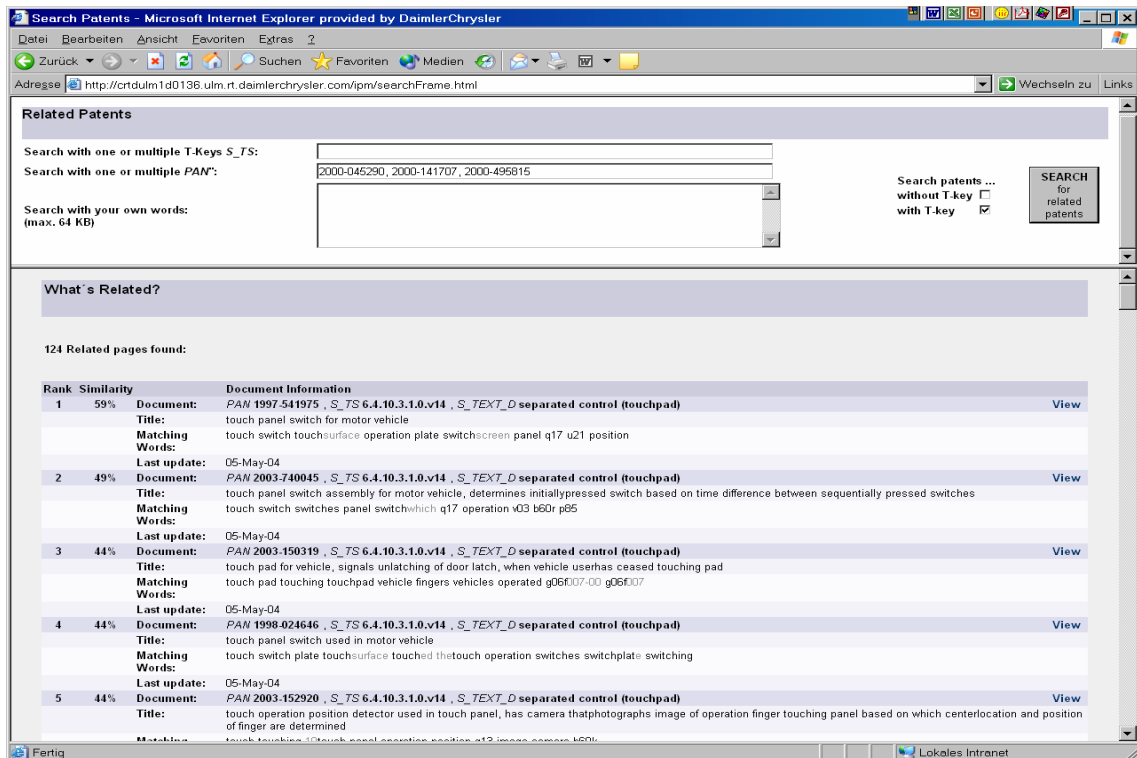 Search Patents - Microsoft Internet Explorer provided by DaimlerChrysler
Datei Bearbeiten Ansicht Favoriten Extras ?
Zurück Suchen Favoriten Medien
Adresse http://crtdulm1d0136.ulm.rt.daimlerchrysler.com/ipm/searchFrame.html Wechseln zu Links
Related Patents
Search with one or multiple T-Keys S_TS:
Search with one or multiple PAN": 2000-045290, 2000-141707, 2000-495815
Search with your own words:
(max. 64 KB)
Search patents ...
without T-key
with T-key
SEARCH
for
related
patents
What´s Related?
124 Related pages found:
Rank Similarity Document Information
1 59% Document: PAN 1997-541975 , S_TS 6.4.10.3.1.0.v14 , S_TEXT_D separated control (touchpad) View
Title: touch panel switch for motor vehicle
Matching Words: touch switch touchsurface operation plate switchscreen panel q17 u21 position
Last update: 05-May-04
2 49% Document: PAN 2003-740045 , S_TS 6.4.10.3.1.0.v14 , S_TEXT_D separated control (touchpad) View
Title: touch panel switch assembly for motor vehicle, determines initiallypressed switch based on time difference between sequentially pressed switches
Matching Words: touch switch switches panel switchwhich q17 operation v03 b60r p85
Last update: 05-May-04
3 44% Document: PAN 2003-150319 , S_TS 6.4.10.3.1.0.v14 , S_TEXT_D separated control (touchpad) View
Title: touch pad for vehicle, signals unlatching of door latch, when vehicle userhas ceased touching pad
Matching Words: touch pad touching touchpad vehicle fingers vehicles operated g06f007-00 g06f007
Last update: 05-May-04
4 44% Document: PAN 1998-024646 , S_TS 6.4.10.3.1.0.v14 , S_TEXT_D separated control (touchpad) View
Title: touch panel switch used in motor vehicle
Matching Words: touch switch plate touchsurface touched thetouch operation switches switchplate switching
Last update: 05-May-04
5 44% Document: PAN 2003-152920 , S_TS 6.4.10.3.1.0.v14 , S_TEXT_D separated control (touchpad) View
Title: touch operation position detector used in touch panel, has camera thatphotographs image of operation finger touching panel based on which centerlocation and position
of finger are determined
Fertig Lokales Intranet